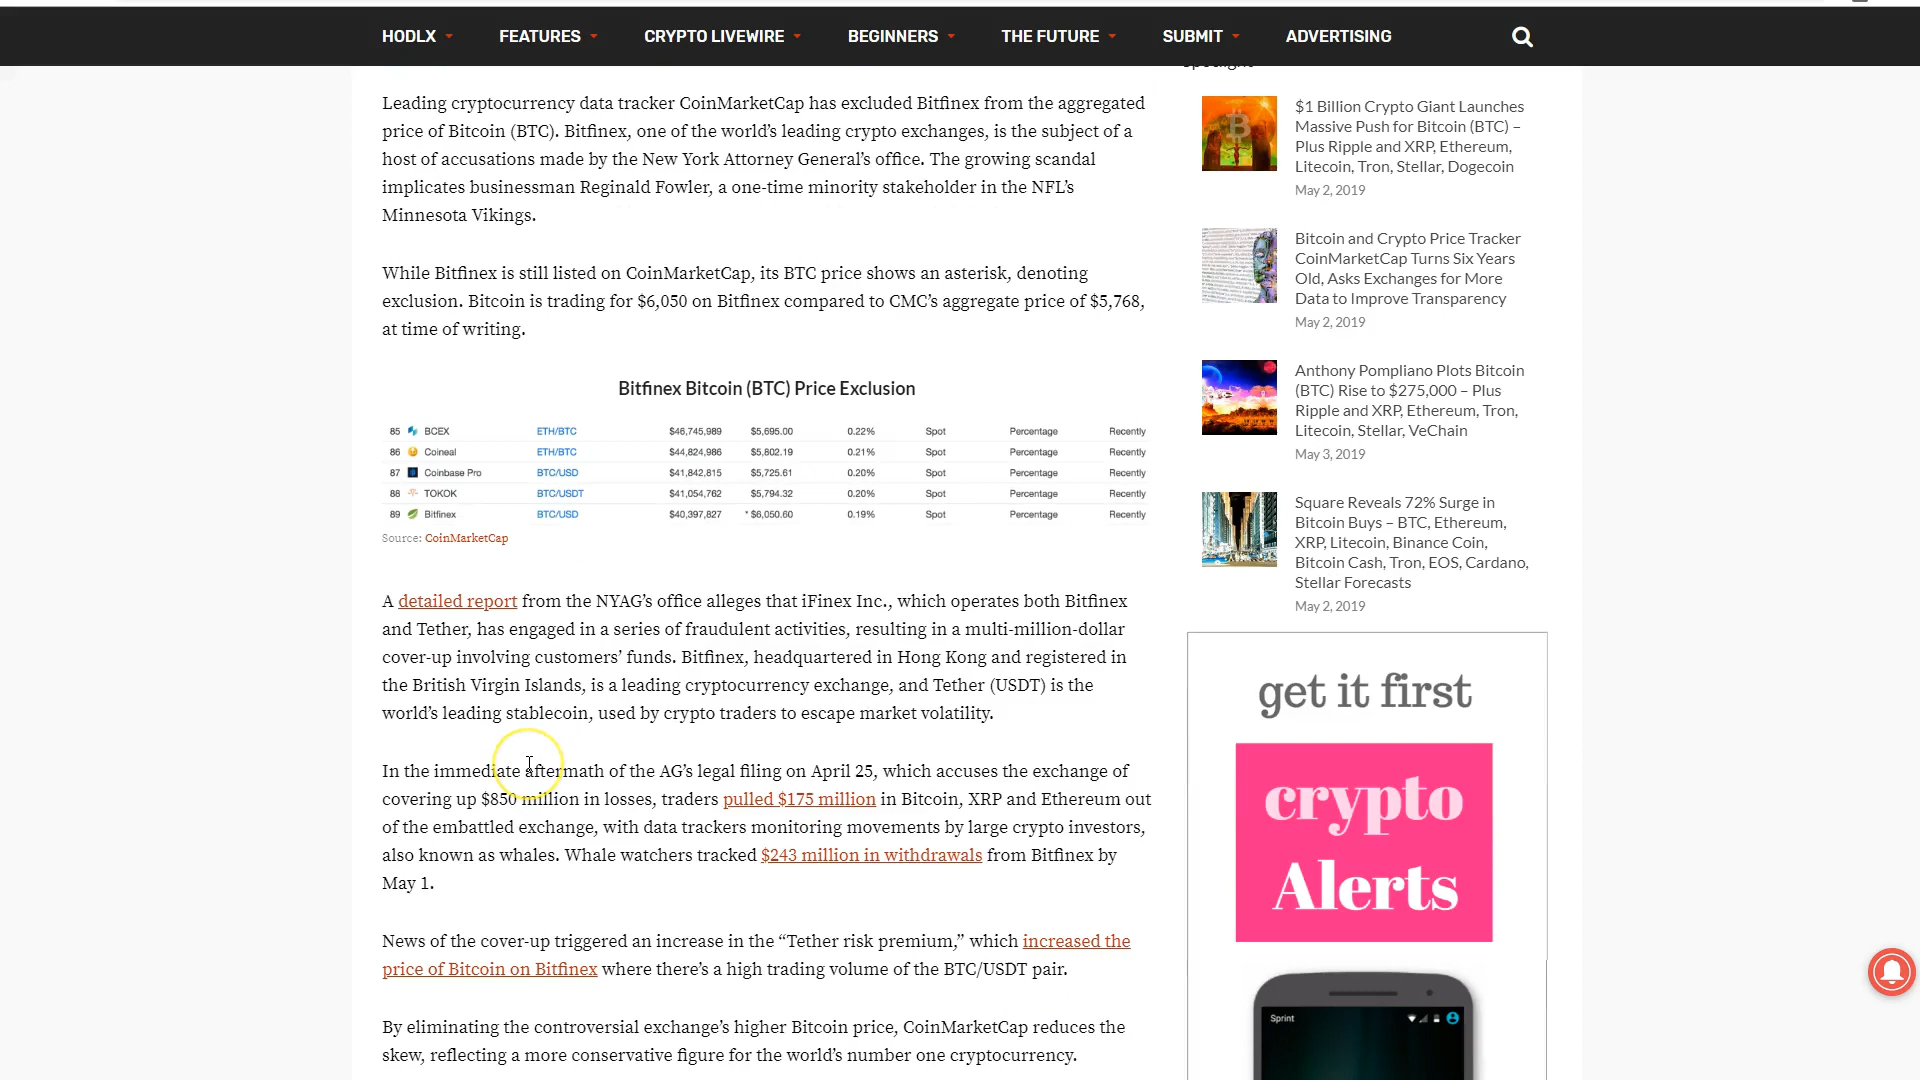 HODLX
FEATURES
CRYPTO LIVEWIRE
BEGINNERS
THE FUTURE
SUBMIT
ADVERTISING
Leading cryptocurrency data tracker CoinMarketCap has excluded Bitfinex from the aggregated
price of Bitcoin (BTC). Bitfinex, one of the world’s leading crypto exchanges, is the subject of a
host of accusations made by the New York Attorney General’s office. The growing scandal
implicates businessman Reginald Fowler, a one-time minority stakeholder in the NFL’s
Minnesota Vikings.
While Bitfinex is still listed on CoinMarketCap, its BTC price shows an asterisk, denoting
exclusion. Bitcoin is trading for $6,050 on Bitfinex compared to CMC’s aggregate price of $5,768,
at time of writing.
Bitfinex Bitcoin (BTC) Price Exclusion
85 BCEX ETH/BTC $46,745,989 $5,695.00 0.22% Spot Percentage Recently
86 Coineal ETH/BTC $44,824,986 $5,802.19 0.21% Spot Percentage Recently
87 Coinbase Pro BTC/USD $41,842,815 $5,725.61 0.20% Spot Percentage Recently
88 TOKOK BTC/USDT $41,054,762 $5,794.32 0.20% Spot Percentage Recently
89 Bitfinex BTC/USD $40,397,827 * $6,050.60 0.19% Spot Percentage Recently
Source: CoinMarketCap
A detailed report from the NYAG’s office alleges that iFinex Inc., which operates both Bitfinex
and Tether, has engaged in a series of fraudulent activities, resulting in a multi-million-dollar
cover-up involving customers’ funds. Bitfinex, headquartered in Hong Kong and registered in
the British Virgin Islands, is a leading cryptocurrency exchange, and Tether (USDT) is the
world’s leading stablecoin, used by crypto traders to escape market volatility.
In the immediate aftermath of the AG’s legal filing on April 25, which accuses the exchange of
covering up $850 million in losses, traders pulled $175 million in Bitcoin, XRP and Ethereum out
of the embattled exchange, with data trackers monitoring movements by large crypto investors,
also known as whales. Whale watchers tracked $243 million in withdrawals from Bitfinex by
May 1.
News of the cover-up triggered an increase in the “Tether risk premium,” which increased the
price of Bitcoin on Bitfinex where there’s a high trading volume of the BTC/USDT pair.
By eliminating the controversial exchange’s higher Bitcoin price, CoinMarketCap reduces the
skew, reflecting a more conservative figure for the world’s number one cryptocurrency.
Spotlight
$1 Billion Crypto Giant Launches
Massive Push for Bitcoin (BTC) –
Plus Ripple and XRP, Ethereum,
Litecoin, Tron, Stellar, Dogecoin
May 2, 2019
Bitcoin and Crypto Price Tracker
CoinMarketCap Turns Six Years
Old, Asks Exchanges for More
Data to Improve Transparency
May 2, 2019
Anthony Pompliano Plots Bitcoin
(BTC) Rise to $275,000 – Plus
Ripple and XRP, Ethereum, Tron,
Litecoin, Stellar, VeChain
May 3, 2019
Square Reveals 72% Surge in
Bitcoin Buys – BTC, Ethereum,
XRP, Litecoin, Binance Coin,
Bitcoin Cash, Tron, EOS, Cardano,
Stellar Forecasts
May 2, 2019
get it first
crypto
Alerts
Sprint